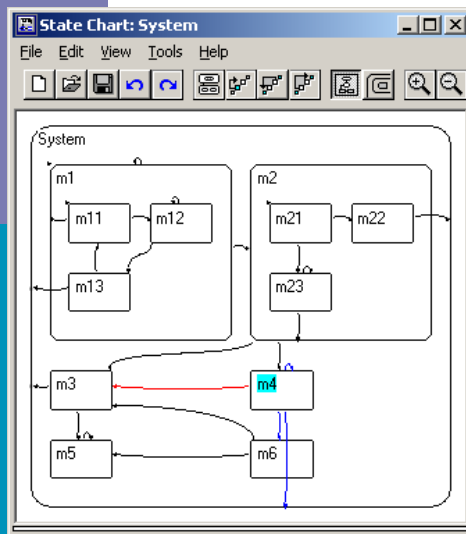 State Chart: System
File Edit View Tools Help
System
m1 m2
m11 m12 m21 m22
m13 m23
m3 m4
m5 m6